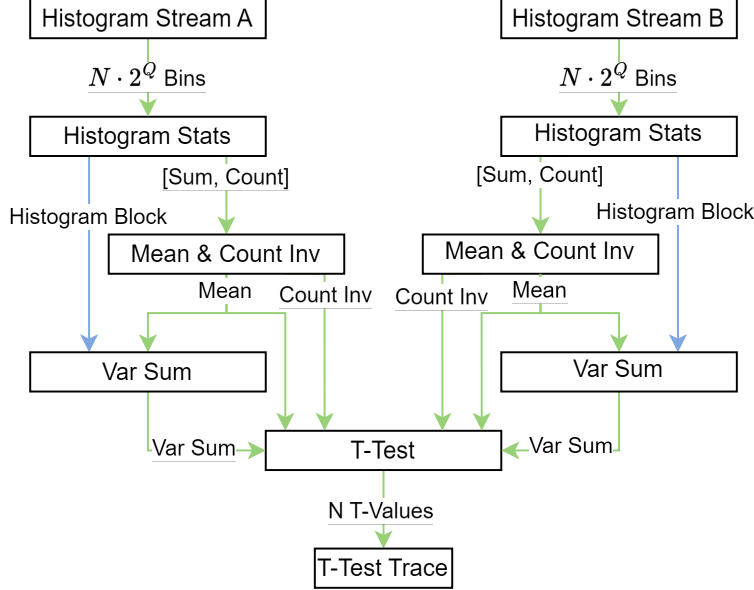 Histogram Stream A
Histogram Stream B
N · 2^Q Bins
N · 2^Q Bins
Histogram Stats
Histogram Stats
[Sum, Count]
[Sum, Count]
Histogram Block
Histogram Block
Mean & Count Inv
Mean & Count Inv
Mean
Count Inv
Count Inv
Mean
Var Sum
Var Sum
Var Sum
T-Test
Var Sum
N T-Values
T-Test Trace